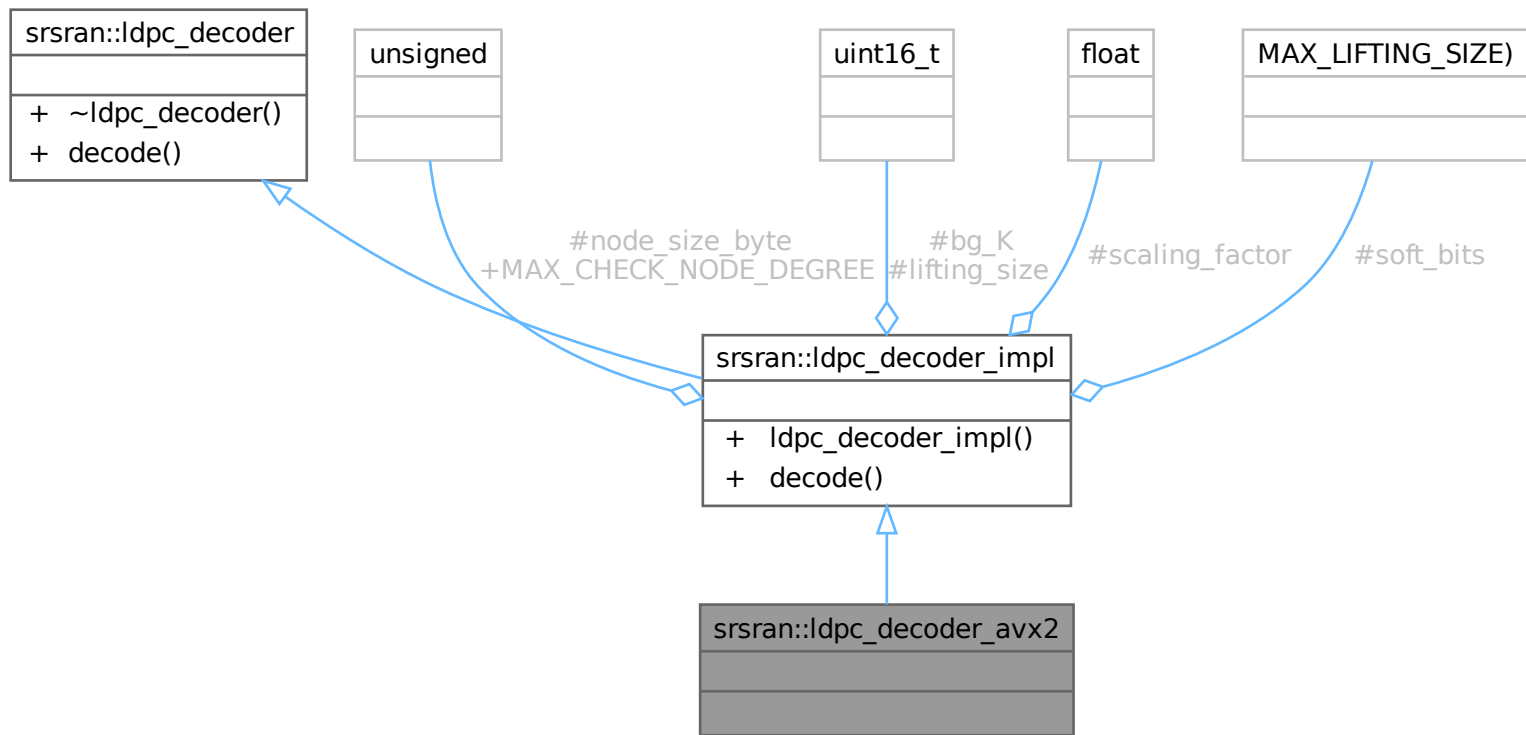 srsran::ldpc_decoder
+ ~ldpc_decoder()
+ decode()
unsigned
uint16_t
float
MAX_LIFTING_SIZE)
#node_size_byte
+MAX_CHECK_NODE_DEGREE
#bg_K
#lifting_size
#scaling_factor
#soft_bits
srsran::ldpc_decoder_impl
+ ldpc_decoder_impl()
+ decode()
srsran::ldpc_decoder_avx2